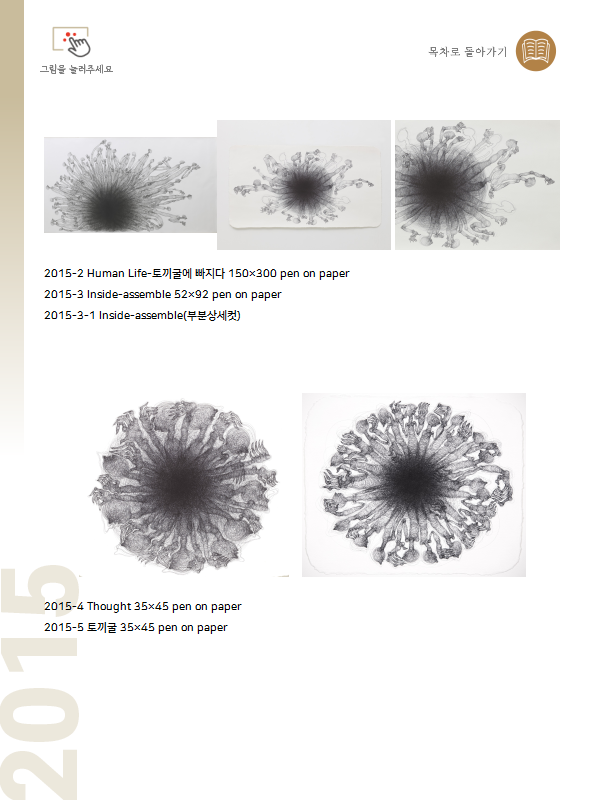 그림을 눌러주세요
목차로 돌아가기
2015-2 Human Life-토끼굴에 빠지다 150×300 pen on paper
2015-3 Inside-assemble 52×92 pen on paper
2015-3-1 Inside-assemble(부분상세컷)
2015-4 Thought 35×45 pen on paper
2015-5 토끼굴 35×45 pen on paper
2015